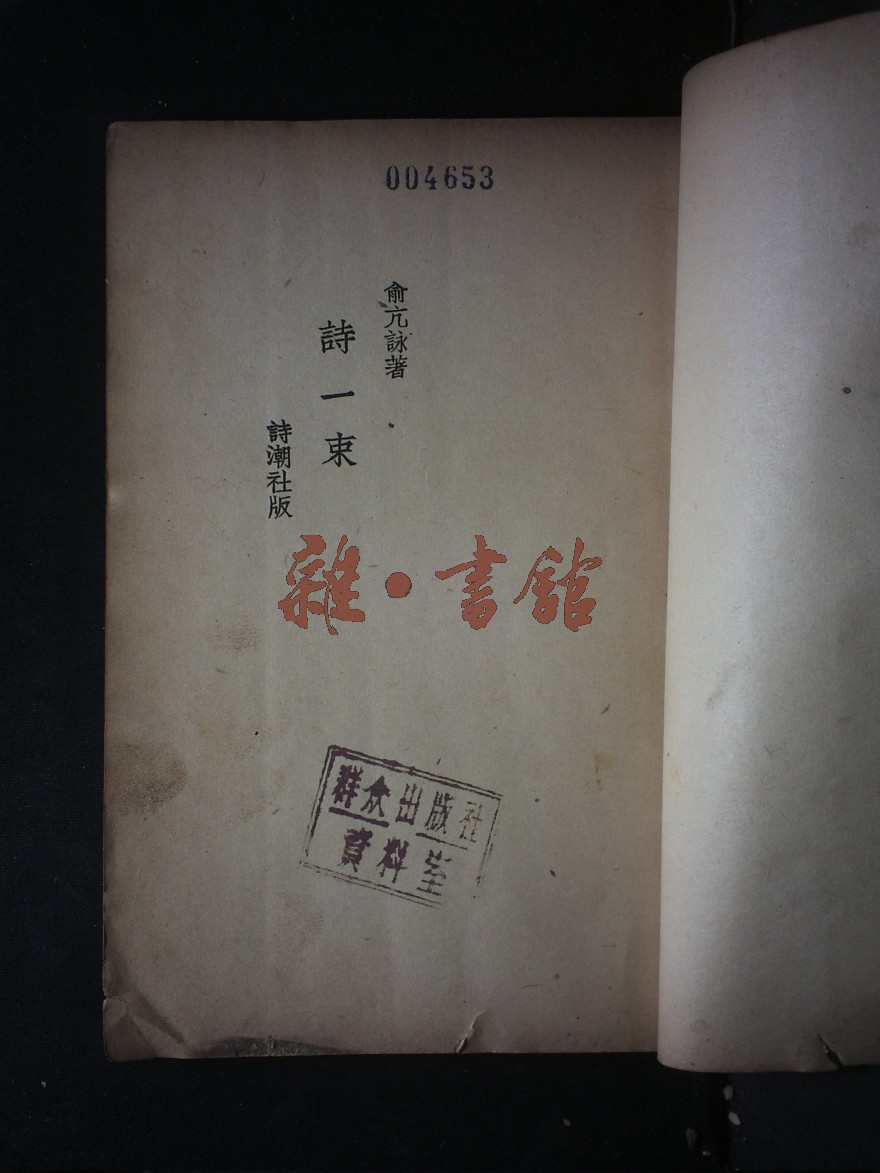 004653
俞亢詠著
詩一束
詩潮社版
雜·書館
群众出版社
資料室